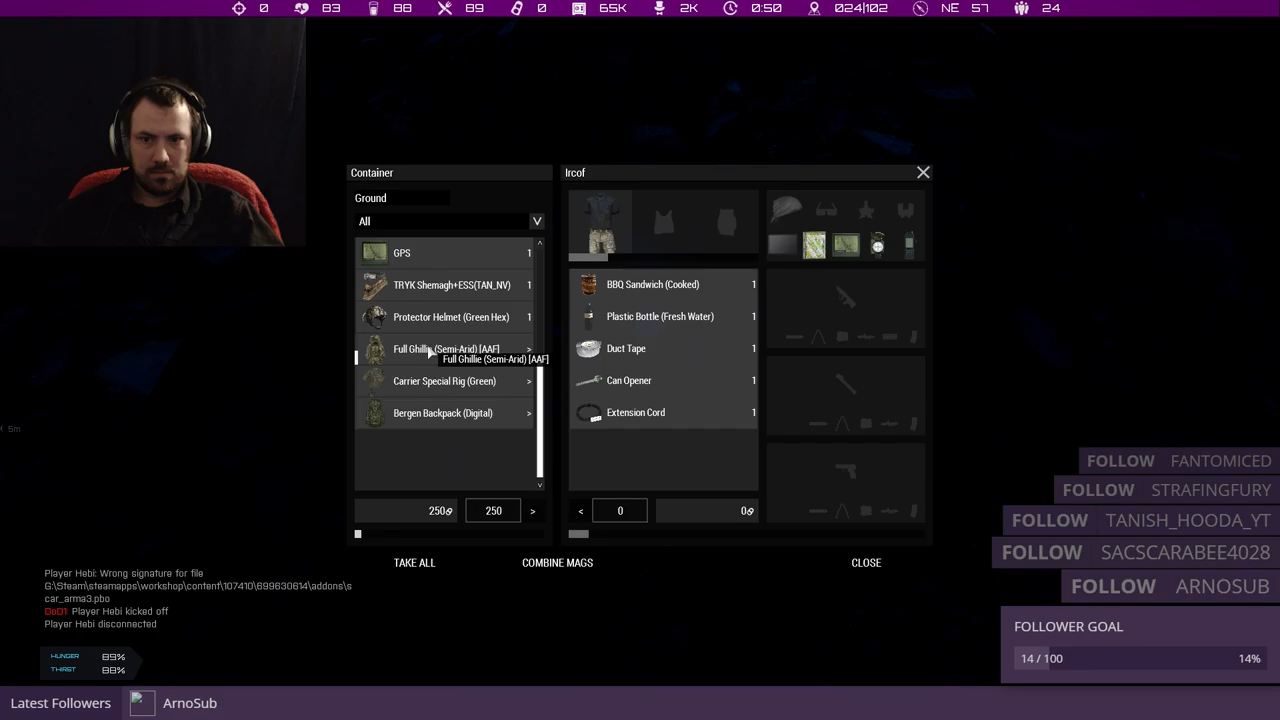 0 83 88 89 0 65K 2K 0:50 024|102 NE 57 24
Container
Ground
All
V
GPS 1
TRYK Shemagh+ESS(TAN_NV) 1
Protector Helmet (Green Hex) 1
Full Ghillie (Semi-Arid) [AAF] >
Full Ghillie (Semi-Arid) [AAF]
Carrier Special Rig (Green) >
Bergen Backpack (Digital) >
250 250 >
Ircof
BBQ Sandwich (Cooked) 1
Plastic Bottle (Fresh Water) 1
Duct Tape 1
Can Opener 1
Extension Cord 1
< 0 0
TAKE ALL
COMBINE MAGS
CLOSE
5m
Player Hebi: Wrong signature for file
G:\Steam\steamapps\workshop\content\107410\699630614\addons\s
car_arma3.pbo
Player Hebi kicked off
Player Hebi disconnected
HUNGER 89%
THIRST 88%
FOLLOW FANTOMICED
FOLLOW STRAFINGFURY
FOLLOW TANISH_HOODA_YT
FOLLOW SACSCARABEE4028
FOLLOW ARNOSUB
FOLLOWER GOAL
14 / 100 14%
Latest Followers ArnoSub